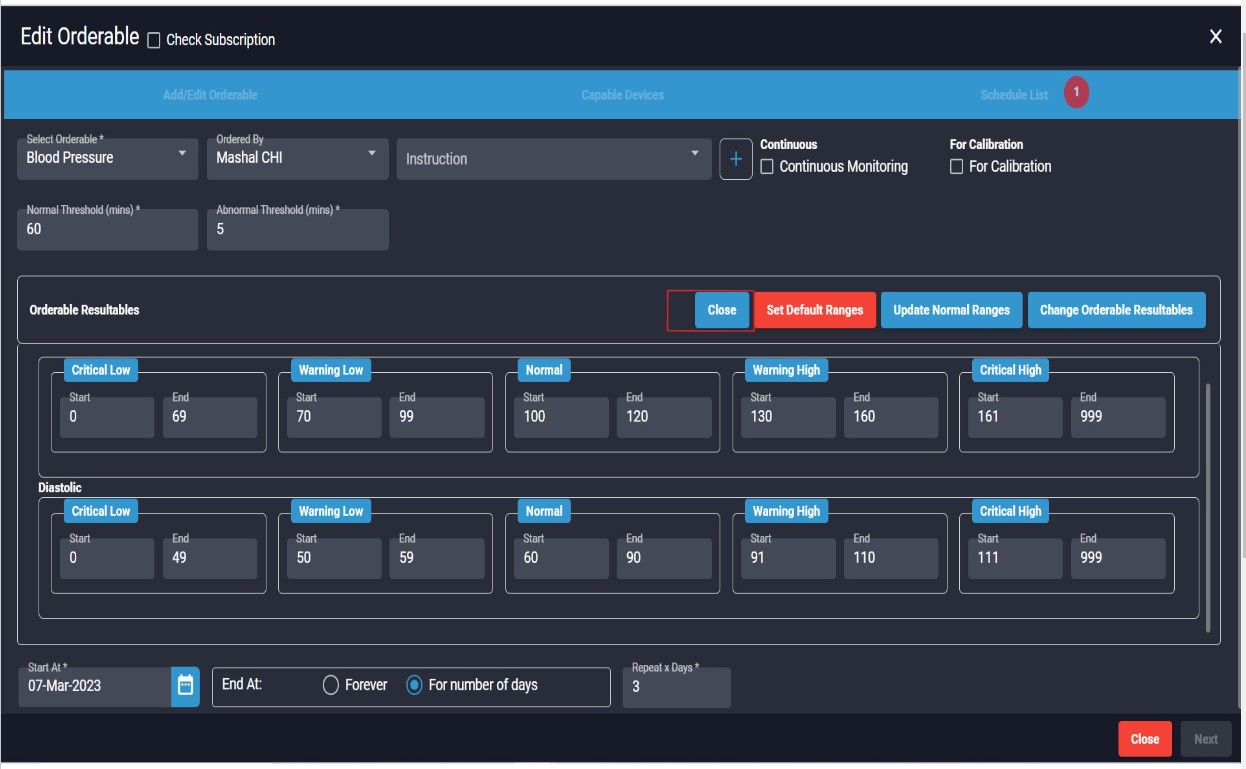 Edit Orderable Check Subscription X
Add/Edit Orderable Capable Devices Schedule List 1
Select Orderable * Ordered By Continuous For Calibration
Blood Pressure Mashal CHI Instruction + Continuous Monitoring For Calibration
Normal Threshold (mins) * Abnormal Threshold (mins) *
60 5
Orderable Resultables Close Set Default Ranges Update Normal Ranges Change Orderable Resultables
Critical Low Warning Low Normal Warning High Critical High
Start End Start End Start End Start End Start End
0 69 70 99 100 120 130 160 161 999
Diastolic
Critical Low Warning Low Normal Warning High Critical High
Start End Start End Start End Start End Start End
0 49 50 59 60 90 91 110 111 999
Start At * Repeat x Days *
07-Mar-2023 End At: Forever For number of days 3
Close Next